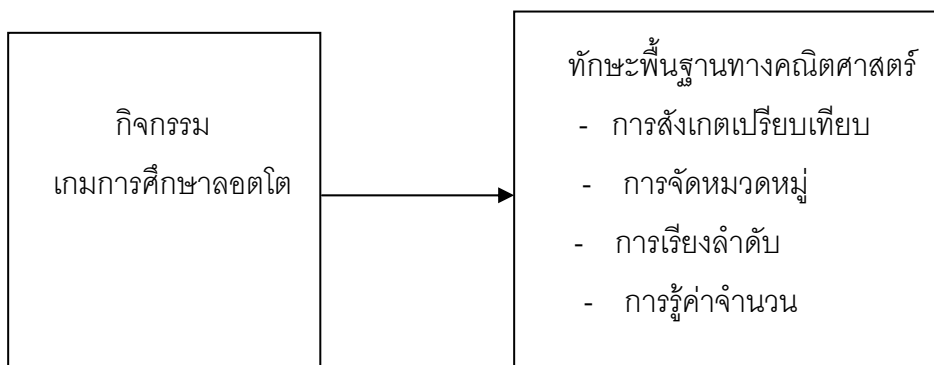 กิจกรรม
เกมการศึกษาลอตโต
ทักษะพื้นฐานทางคณิตศาสตร์
- การสังเกตเปรียบเทียบ
- การจัดหมวดหมู่
- การเรียงลำดับ
- การรู้ค่าจำนวน